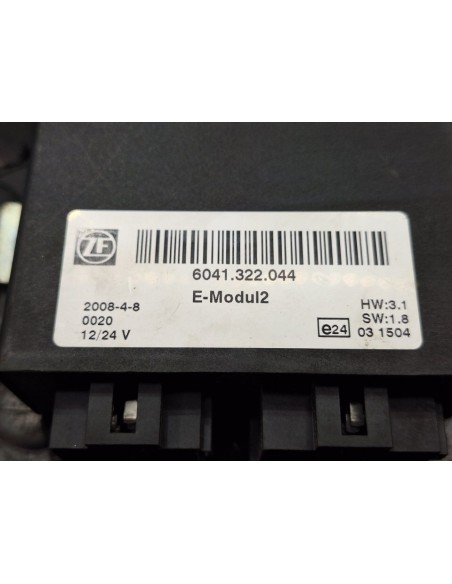 ZF
6041.322.044
E-Modul2
2008-4-8
0020
12/24 V
HW:3.1
SW:1.8
e24 03 1504